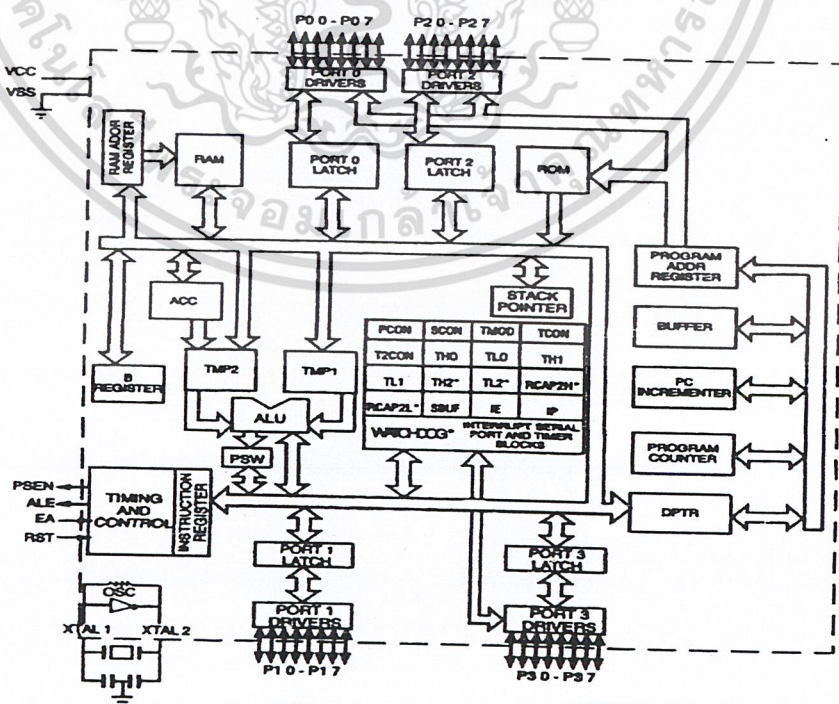 P0 0 - P0 7
P2 0 - P2 7
VCC
VSS
PORT 0
DRIVERS
PORT 2
DRIVERS
RAM ADDR
REGISTER
RAM
PORT 0
LATCH
PORT 2
LATCH
ROM
PROGRAM
ADDR
REGISTER
ACC
STACK
POINTER
BUFFER
B
REGISTER
TMP2
TMP1
PCON SCON TMOD TCON
T2CON TH0 TL0 TH1
TL1 TH2* TL2* RCAP2H*
RCAP2L* SBUF IE IP
WATCHDOG* INTERRUPT SERIAL
PORT AND TIMER
BLOCKS
PC
INCREMENTER
ALU
PSW
PROGRAM
COUNTER
PSEN
ALE
EA
RST
TIMING
AND
CONTROL
INSTRUCTION
REGISTER
DPTR
PORT 1
LATCH
PORT 3
LATCH
OSC
XTAL 1
XTAL 2
PORT 1
DRIVERS
PORT 3
DRIVERS
P1 0 - P1 7
P3 0 - P3 7